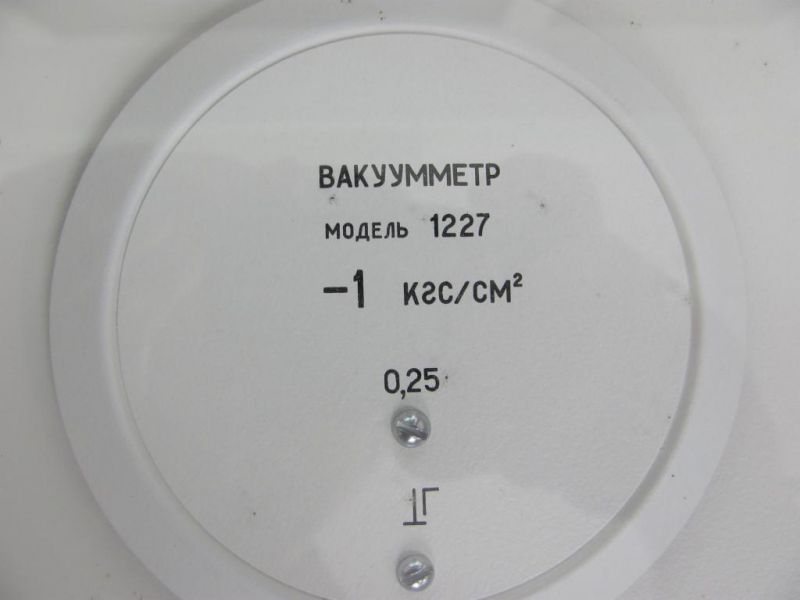 ВАКУУММЕТР
МОДЕЛЬ 1227
-1 кгс/см²
0,25